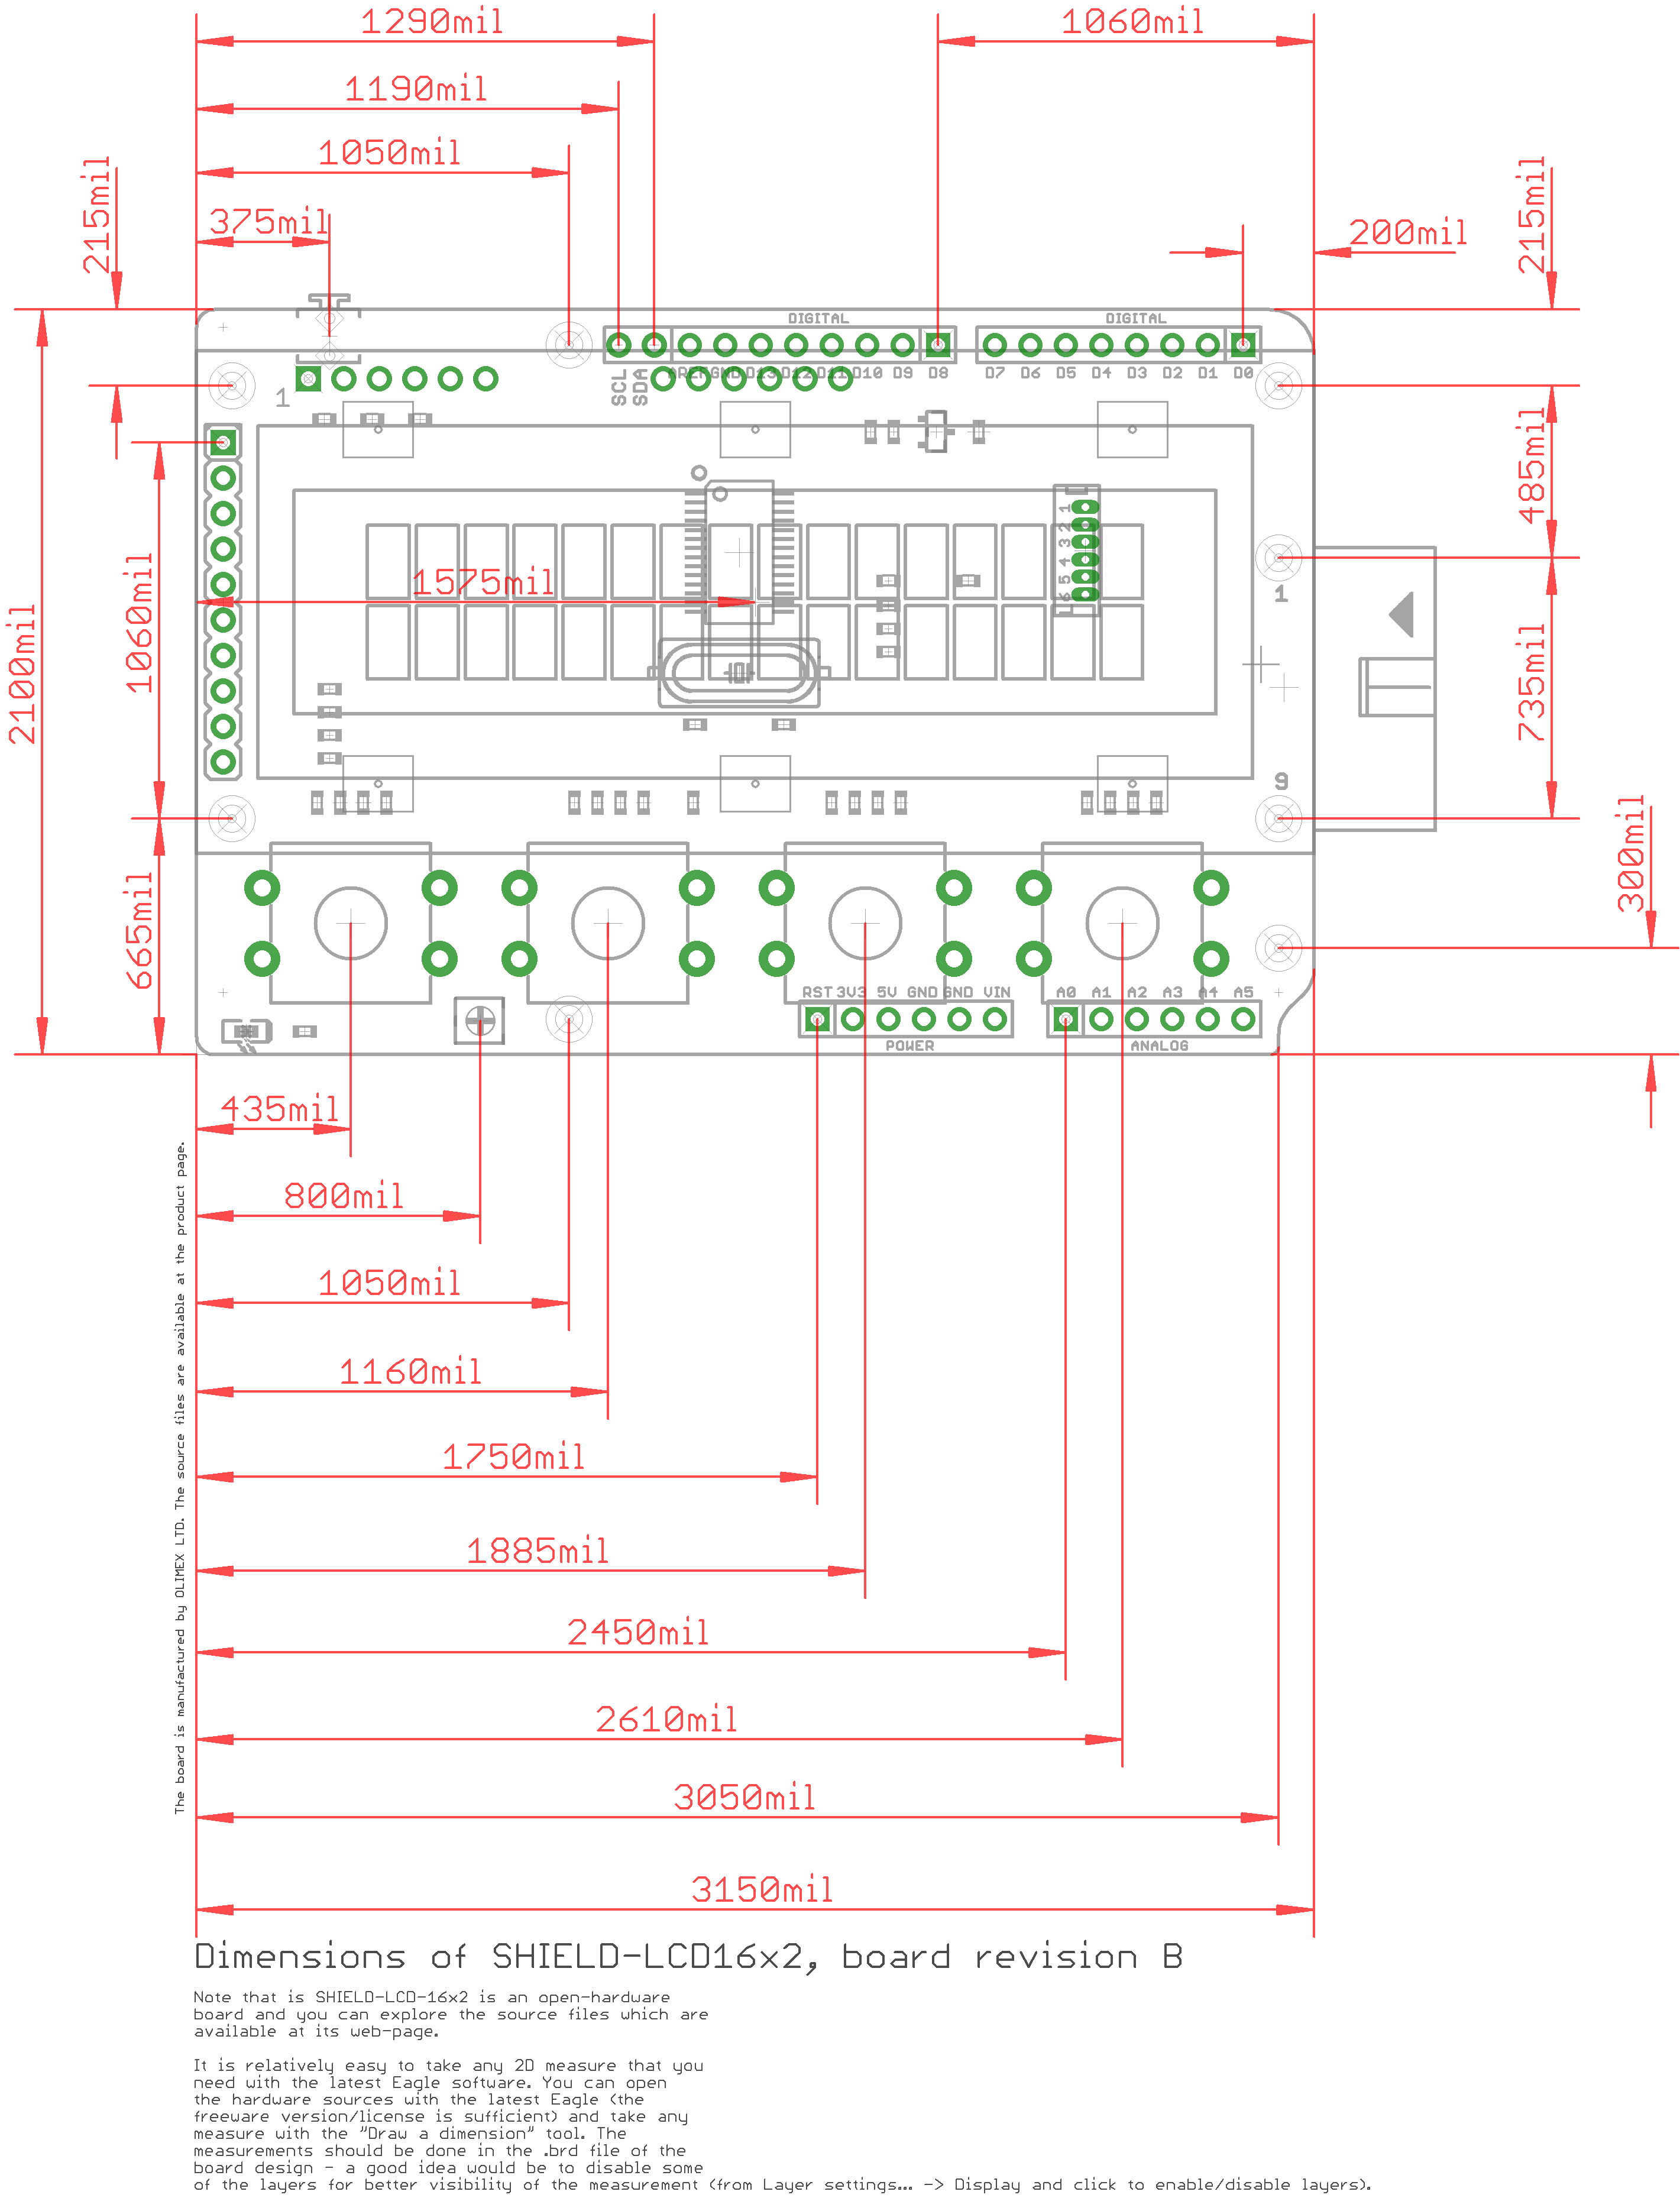 1290mil
1060mil
1190mil
1050mil
375mil
200mil
215mil
215mil
DIGITAL
DIGITAL
D10 D9 D8 D7 D6 D5 D4 D3 D2 D1 D0
SCL
SDA
1
1
2
3
4
5
6
485mil
1575mil
1
1060mil
2100mil
735mil
9
300mil
665mil
RST 3V3 5V GND GND VIN
A0 A1 A2 A3 A4 A5
POWER
ANALOG
435mil
800mil
1050mil
1160mil
1750mil
1885mil
2450mil
2610mil
3050mil
3150mil
The board is manufactured by OLIMEX LTD. The source files are available at the product page.
Dimensions of SHIELD-LCD16x2, board revision B
Note that is SHIELD-LCD-16x2 is an open-hardware
board and you can explore the source files which are
available at its web-page.
It is relatively easy to take any 2D measure that you
need with the latest Eagle software. You can open
the hardware sources with the latest Eagle (the
freeware version/license is sufficient) and take any
measure with the "Draw a dimension" tool. The
measurements should be done in the .brd file of the
board design - a good idea would be to disable some
of the layers for better visibility of the measurement (from Layer settings... -> Display and click to enable/disable layers).